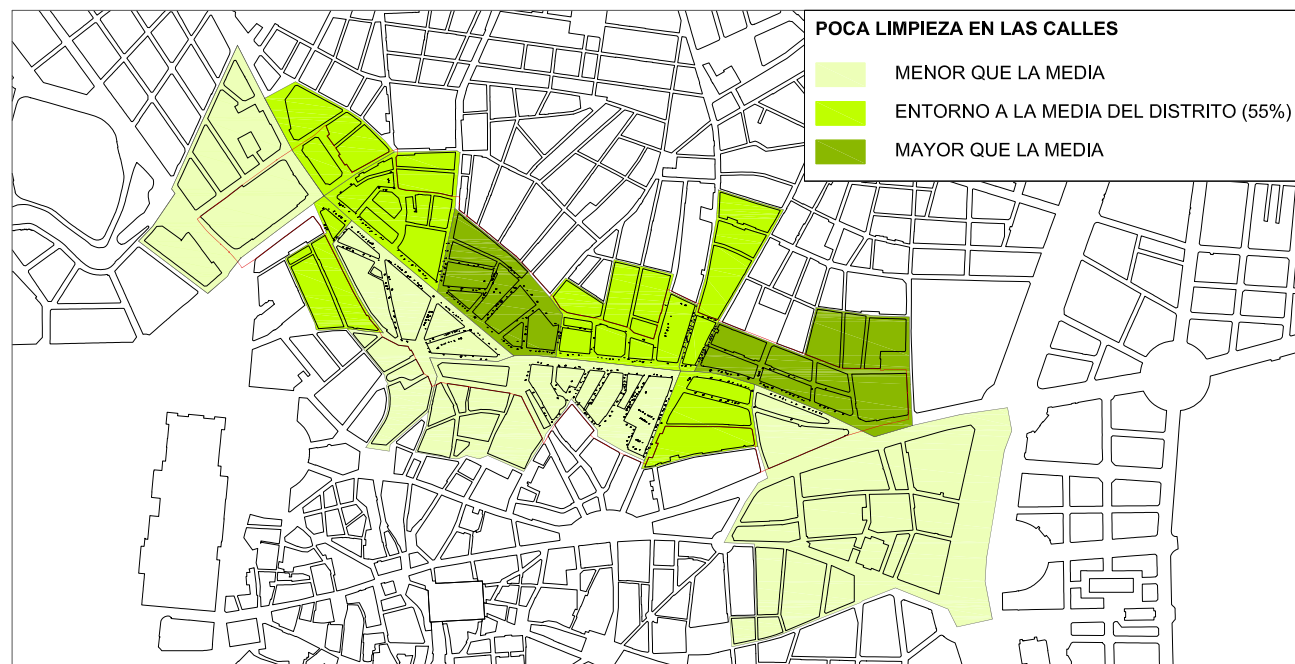 POCA LIMPIEZA EN LAS CALLES
MENOR QUE LA MEDIA
ENTORNO A LA MEDIA DEL DISTRITO (55%)
MAYOR QUE LA MEDIA